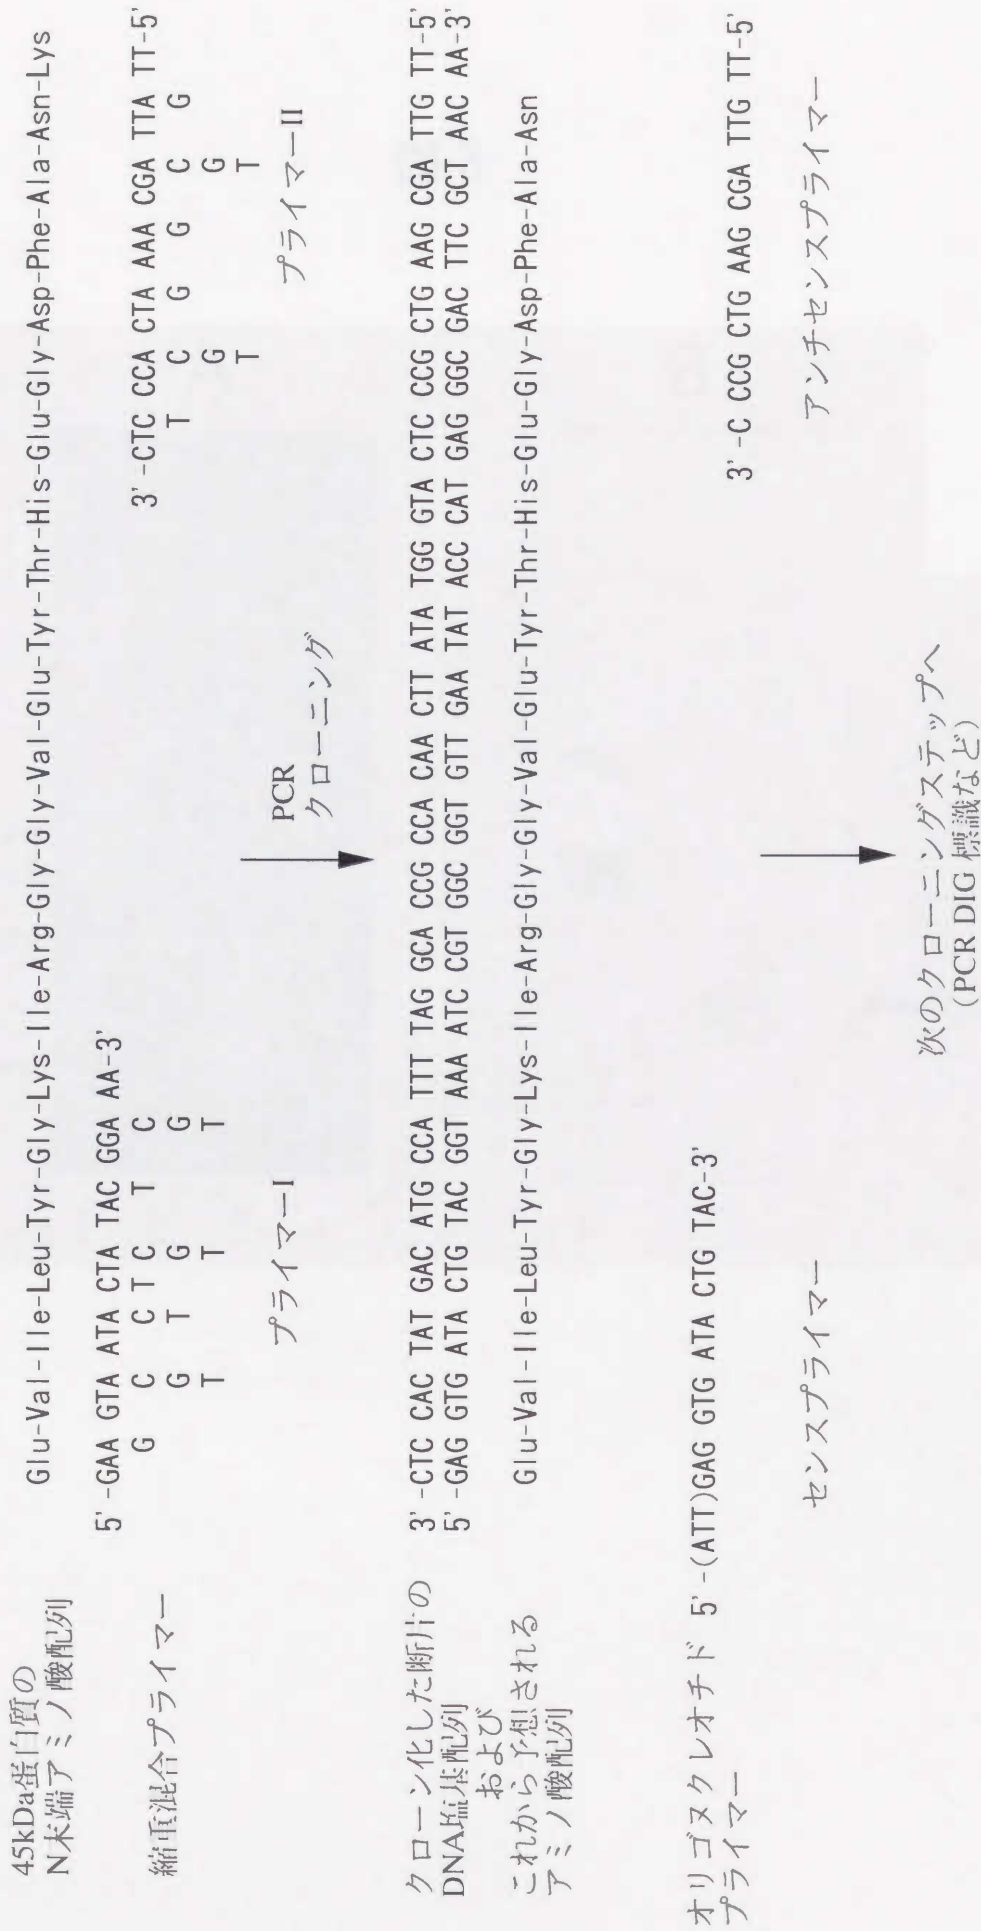 45kDa蛋白質の
N末端アミノ酸配列
Glu-Val-Ile-Leu-Tyr-Gly-Lys-Ile-Arg-Gly-Gly-Val-Glu-Tyr-Thr-His-Glu-Gly-Asp-Phe-Ala-Asn-Lys
縮重混合プライマー
5'-GAA GTA ATA CTA TAC GGA AA-3'
G C C T C T C
G T G G
T T T
プライマーI
3'-CTC CCA CTA AAA CGA TTA TT-5'
T C G G C G
G G
T T
プライマーII
PCR
クローニング
クローン化した断片の
DNA塩基配列
および
これから予想される
アミノ酸配列
3'-CTC CAC TAT GAC ATG CCA TTT TAG GCA CCG CCA CAA CTT ATA TGG GTA CTC CCG CTG AAG CGA TTG TT-5'
5'-GAG GTG ATA CTG TAC GGT AAA ATC CGT GGC GGT GTT GAA TAT ACC CAT GAG GGC GAC TTC GCT AAC AA-3'
Glu-Val-Ile-Leu-Tyr-Gly-Lys-Ile-Arg-Gly-Gly-Val-Glu-Tyr-Thr-His-Glu-Gly-Asp-Phe-Ala-Asn
オリゴヌクレオチド
プライマー
5'-(ATT)GAG GTG ATA CTG TAC-3'
センスプライマー
3'-C CCG CTG AAG CGA TTG TT-5'
アンチセンスプライマー
次のクローニングステップへ
(PCR DIG 標識など)